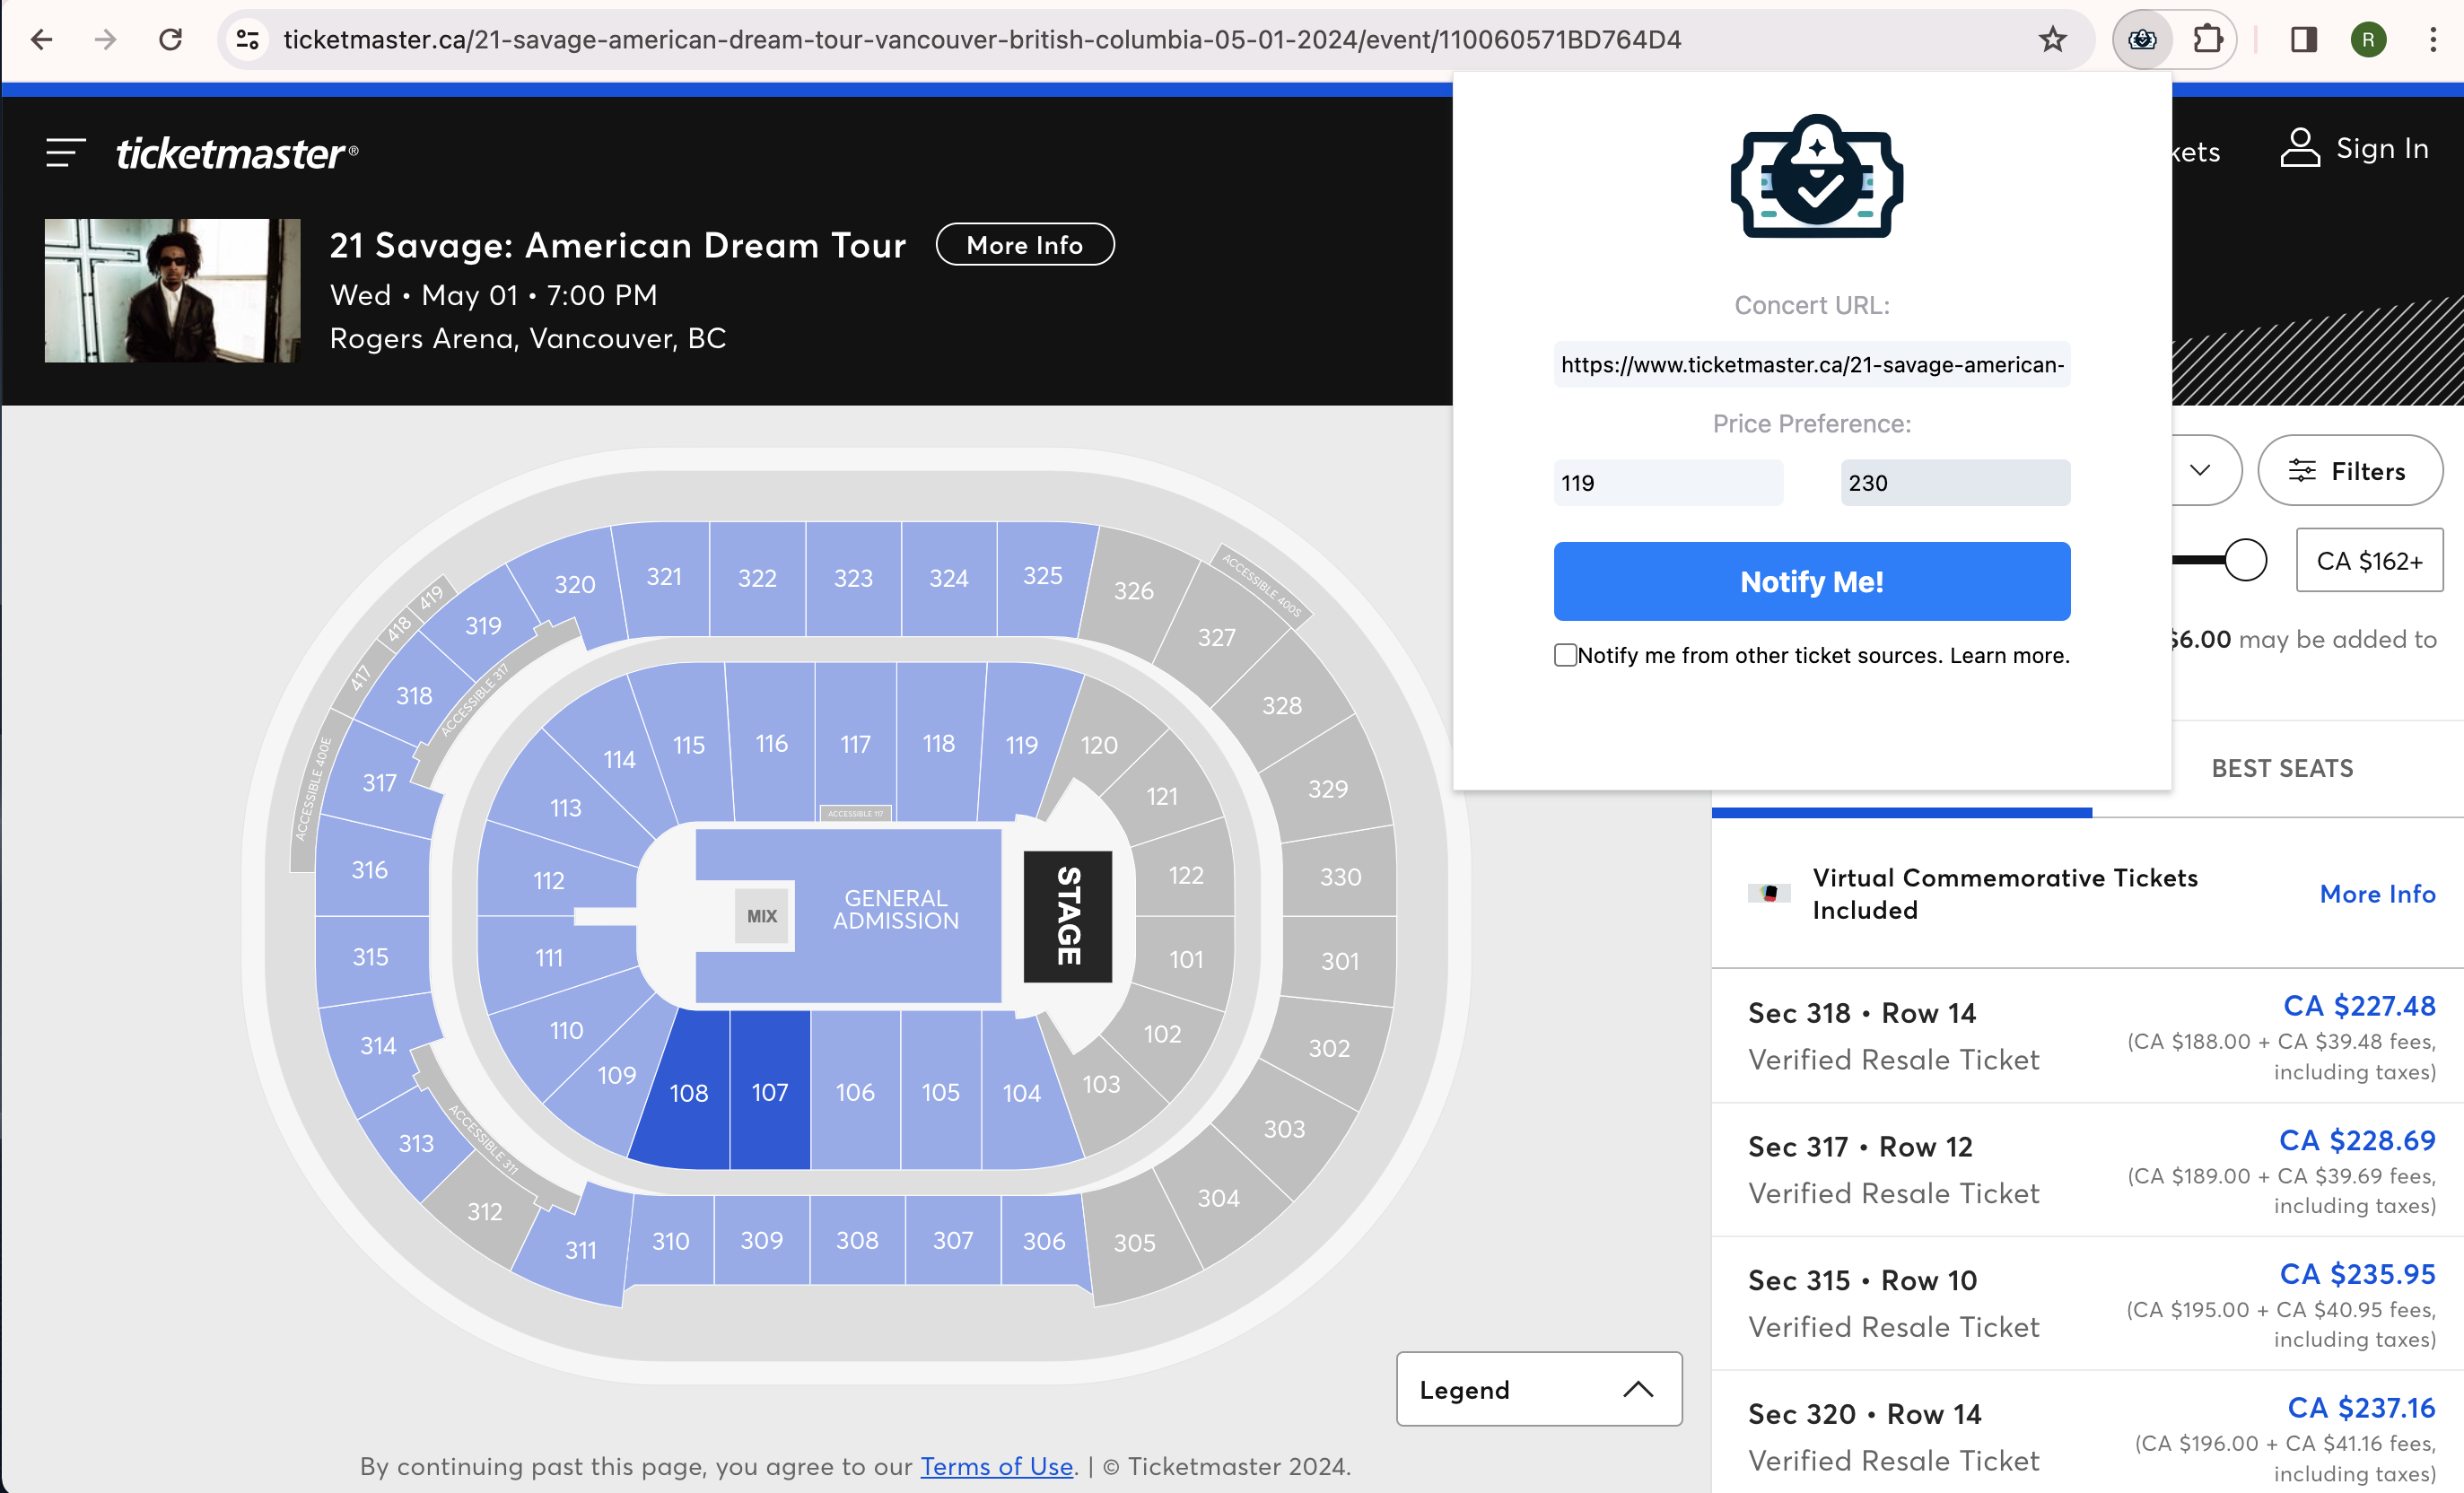 ticketmaster.ca/21-savage-american-dream-tour-vancouver-british-columbia-05-01-2024/event/110060571BD764D4
R
ticketmaster®
kets
Sign In
21 Savage: American Dream Tour
More Info
Wed • May 01 • 7:00 PM
Rogers Arena, Vancouver, BC
Concert URL:
https://www.ticketmaster.ca/21-savage-american-
Price Preference:
119
230
Notify Me!
Notify me from other ticket sources. Learn more.
Filters
CA $162+
$6.00 may be added to
BEST SEATS
320
321
322
323
324
325
326
ACCESSIBLE 400S
327
419
418
417
319
318
ACCESSIBLE 317
328
ACCESSIBLE 400E
317
114
115
116
117
118
119
120
121
329
113
ACCESSIBLE 117
316
112
122
330
MIX
GENERAL
ADMISSION
STAGE
315
111
101
301
314
110
109
108
107
106
105
104
103
102
302
313
ACCESSIBLE 311
303
312
304
311
310
309
308
307
306
305
Legend
Virtual Commemorative Tickets
Included
More Info
Sec 318 • Row 14
CA $227.48
Verified Resale Ticket
(CA $188.00 + CA $39.48 fees,
including taxes)
Sec 317 • Row 12
CA $228.69
Verified Resale Ticket
(CA $189.00 + CA $39.69 fees,
including taxes)
Sec 315 • Row 10
CA $235.95
Verified Resale Ticket
(CA $195.00 + CA $40.95 fees,
including taxes)
Sec 320 • Row 14
CA $237.16
Verified Resale Ticket
(CA $196.00 + CA $41.16 fees,
including taxes)
By continuing past this page, you agree to our Terms of Use. | © Ticketmaster 2024.